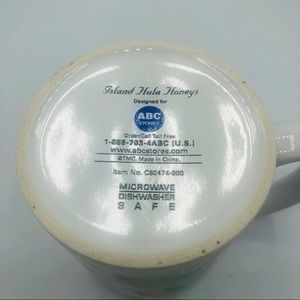 Island Hula Honeys
Designed for
ABC
STORES
Order/Call Toll Free
1-888-703-4ABC (U.S.)
www.abcstores.com
©TMC. Made in China.
Item No. C80474-000
MICROWAVE
DISHWASHER
SAFE